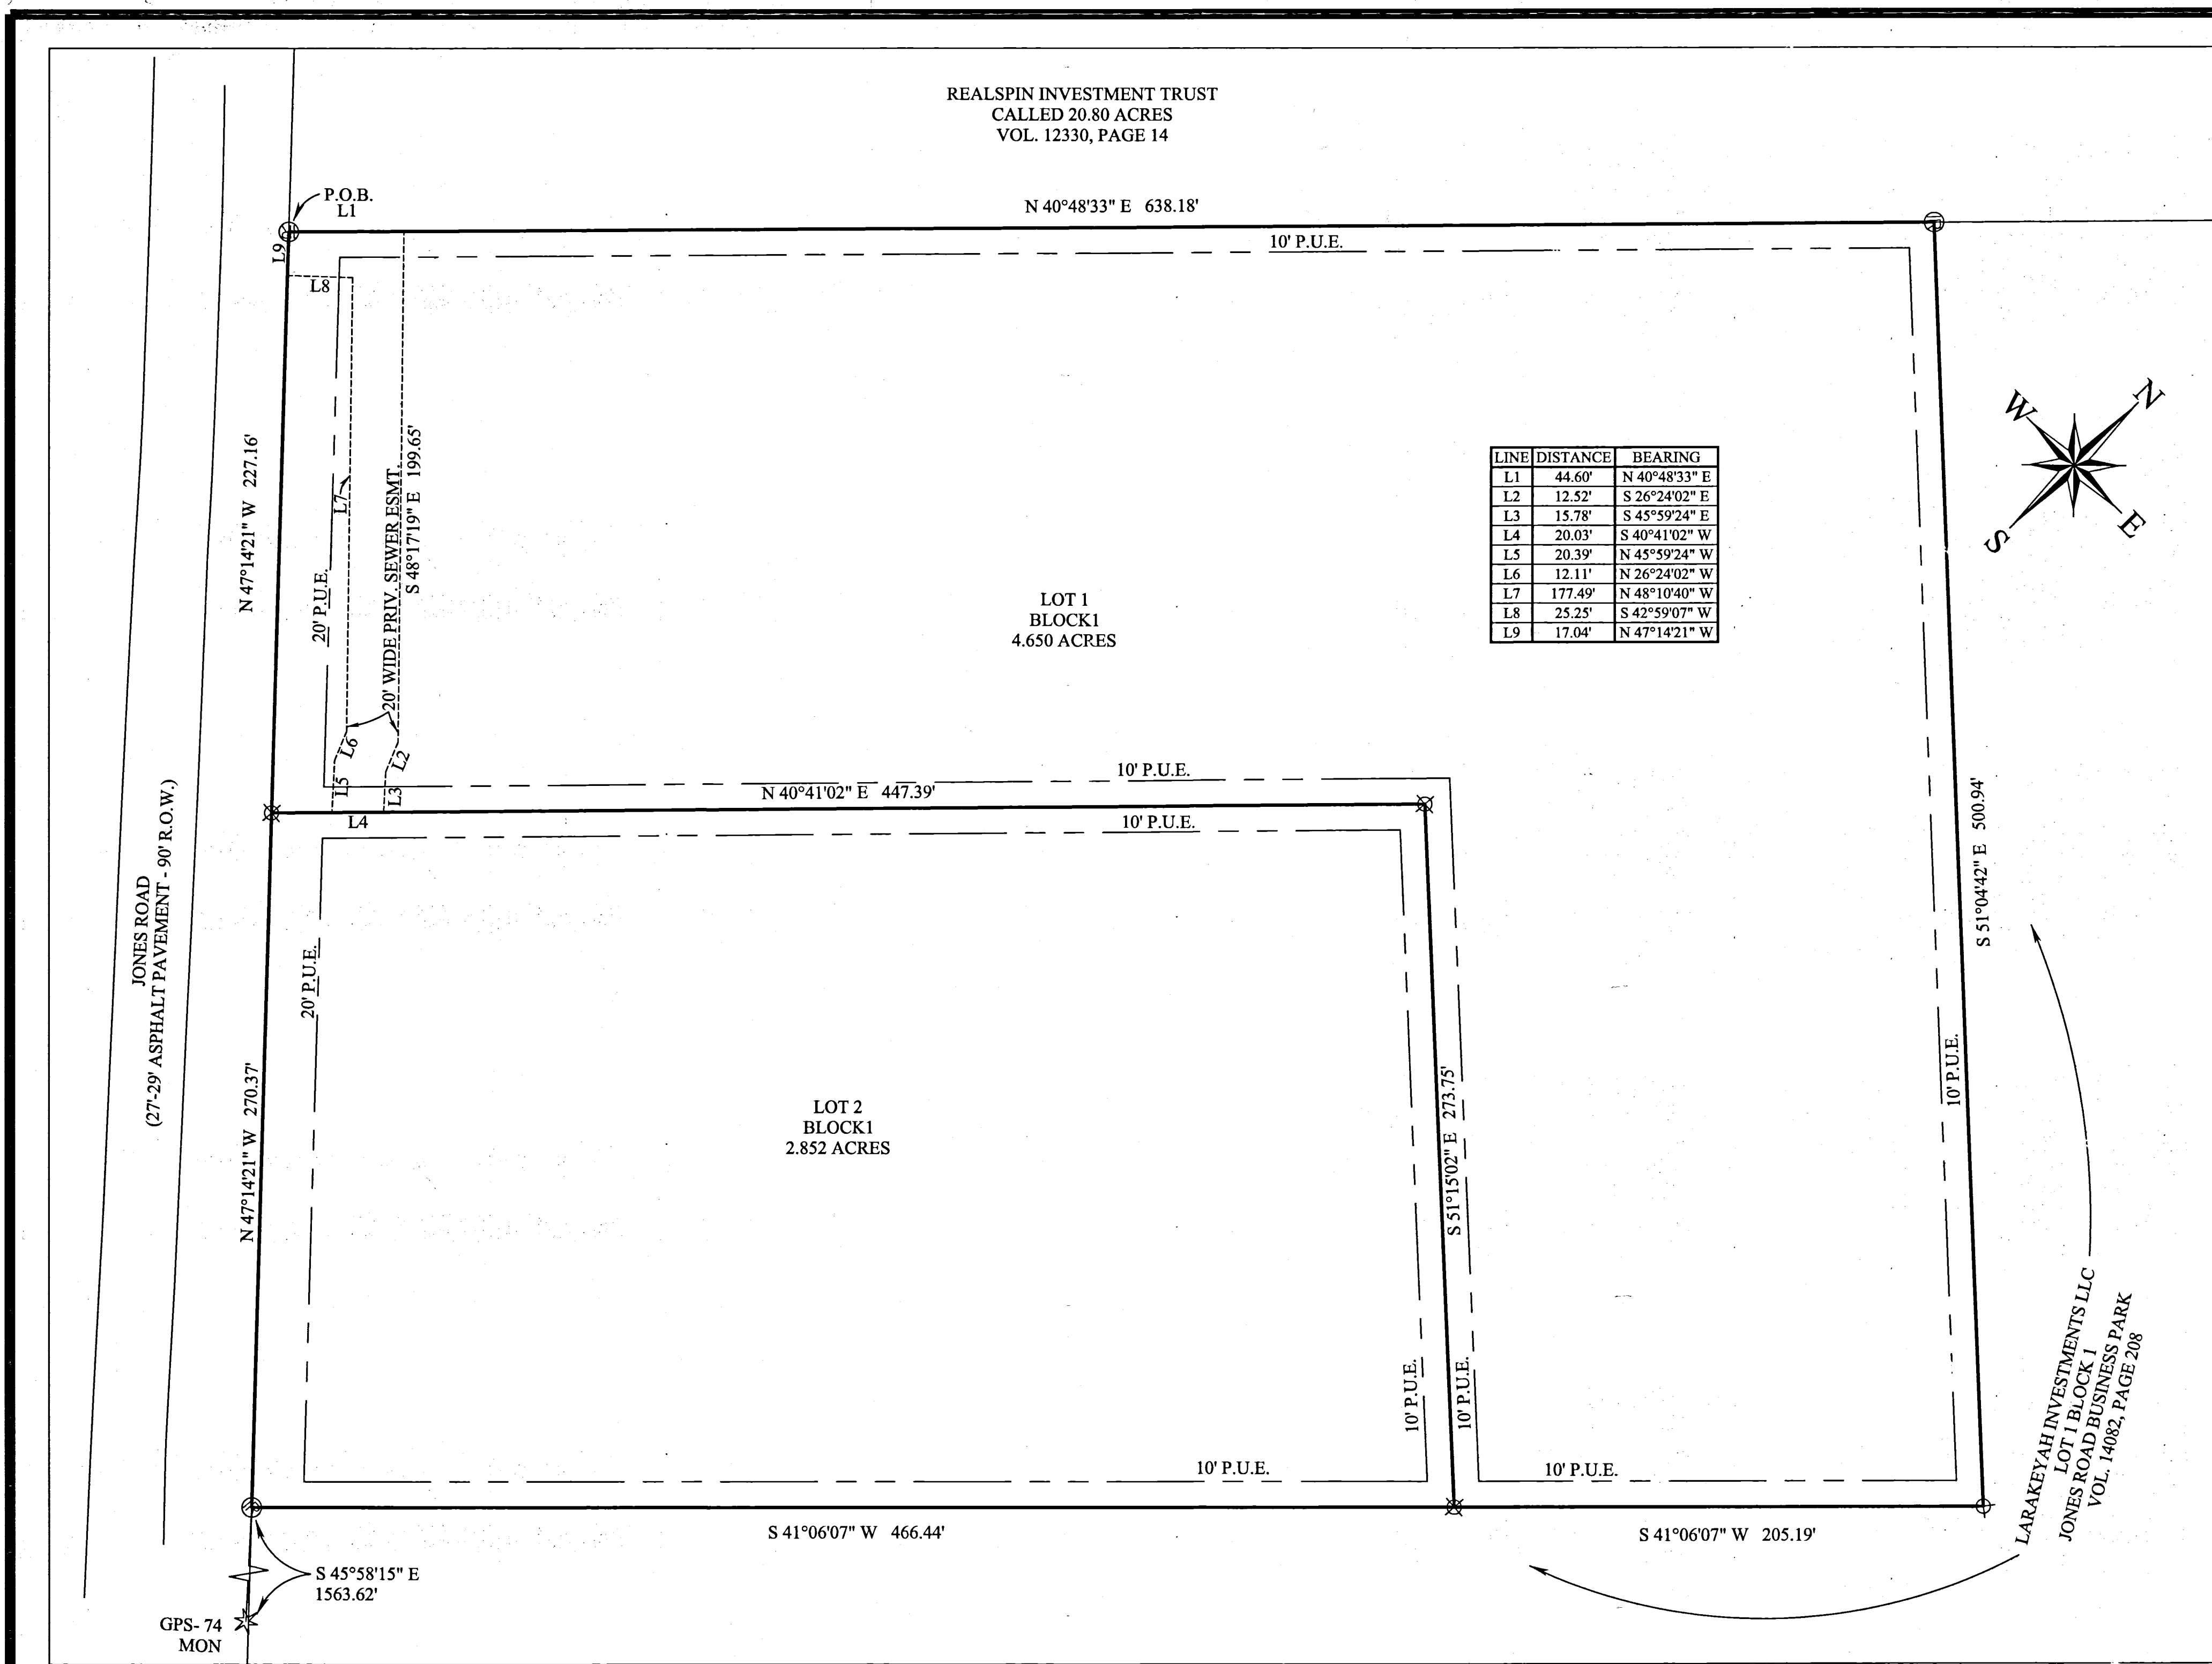 REALSPIN INVESTMENT TRUST
CALLED 20.80 ACRES
VOL. 12330, PAGE 14
P.O.B.
L1
N 40°48'33" E 638.18'
L9
10' P.U.E.
L8
N 47°14'21" W 227.16'
20' P.U.E.
L7
20' WIDE PRIV. SEWER ESMT.
S 48°17'19" E 199.65'
LOT 1
BLOCK1
4.650 ACRES
LINE DISTANCE BEARING
L1 44.60' N 40°48'33" E
L2 12.52' S 26°24'02" E
L3 15.78' S 45°59'24" E
L4 20.03' S 40°41'02" W
L5 20.39' N 45°59'24" W
L6 12.11' N 26°24'02" W
L7 177.49' N 48°10'40" W
L8 25.25' S 42°59'07" W
L9 17.04' N 47°14'21" W
N
W
E
S
L6
L2
L5
L3
10' P.U.E.
N 40°41'02" E 447.39'
L4
10' P.U.E.
JONES ROAD
(27'-29' ASPHALT PAVEMENT - 90' R.O.W.)
20' P.U.E.
N 47°14'21" W 270.37'
LOT 2
BLOCK1
2.852 ACRES
S 51°15'02" E 273.75'
10' P.U.E.
10' P.U.E.
S 51°04'42" E 500.94'
10' P.U.E.
10' P.U.E.
10' P.U.E.
LARAKEYAH INVESTMENTS LLC
LOT 1 BLOCK 1
JONES ROAD BUSINESS PARK
VOL. 14082, PAGE 208
S 41°06'07" W 466.44'
S 41°06'07" W 205.19'
S 45°58'15" E
1563.62'
GPS- 74
MON